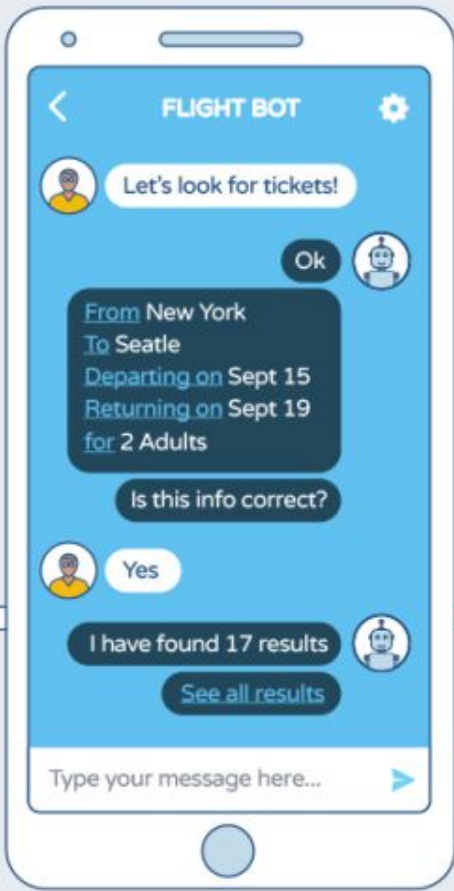 FLIGHT BOT
Let's look for tickets!
Ok
From New York
To Seatle
Departing on Sept 15
Returning on Sept 19
for 2 Adults
Is this info correct?
Yes
I have found 17 results
See all results
Type your message here...